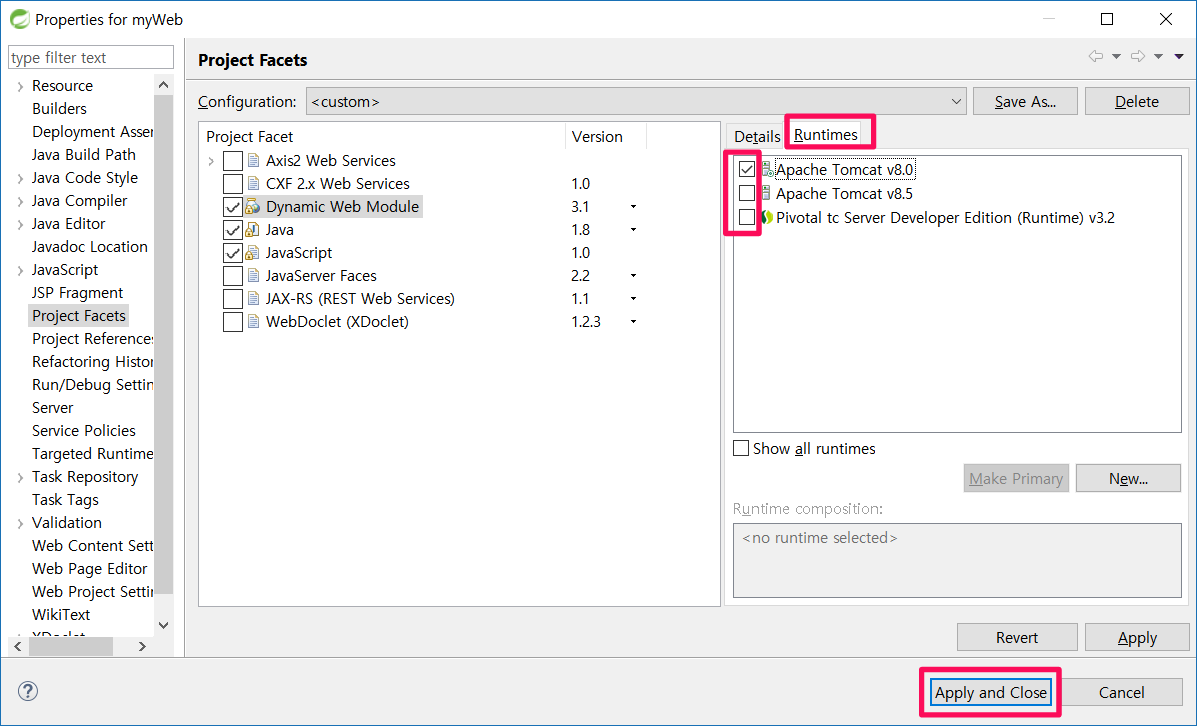 Properties for myWeb
type filter text
Resource
Builders
Deployment Asser
Java Build Path
Java Code Style
Java Compiler
Java Editor
Javadoc Location
JavaScript
JSP Fragment
Project Facets
Project References
Refactoring Histor
Run/Debug Settin
Server
Service Policies
Targeted Runtime
Task Repository
Task Tags
Validation
Web Content Sett
Web Page Editor
Web Project Settin
WikiText
XDoclet
Project Facets
Configuration: <custom> Save As... Delete
Project Facet Version
Axis2 Web Services
CXF 2.x Web Services 1.0
Dynamic Web Module 3.1
Java 1.8
JavaScript 1.0
JavaServer Faces 2.2
JAX-RS (REST Web Services) 1.1
WebDoclet (XDoclet) 1.2.3
Details Runtimes
Apache Tomcat v8.0
Apache Tomcat v8.5
Pivotal tc Server Developer Edition (Runtime) v3.2
Show all runtimes
Make Primary New...
Runtime composition:
<no runtime selected>
Revert Apply
Apply and Close Cancel